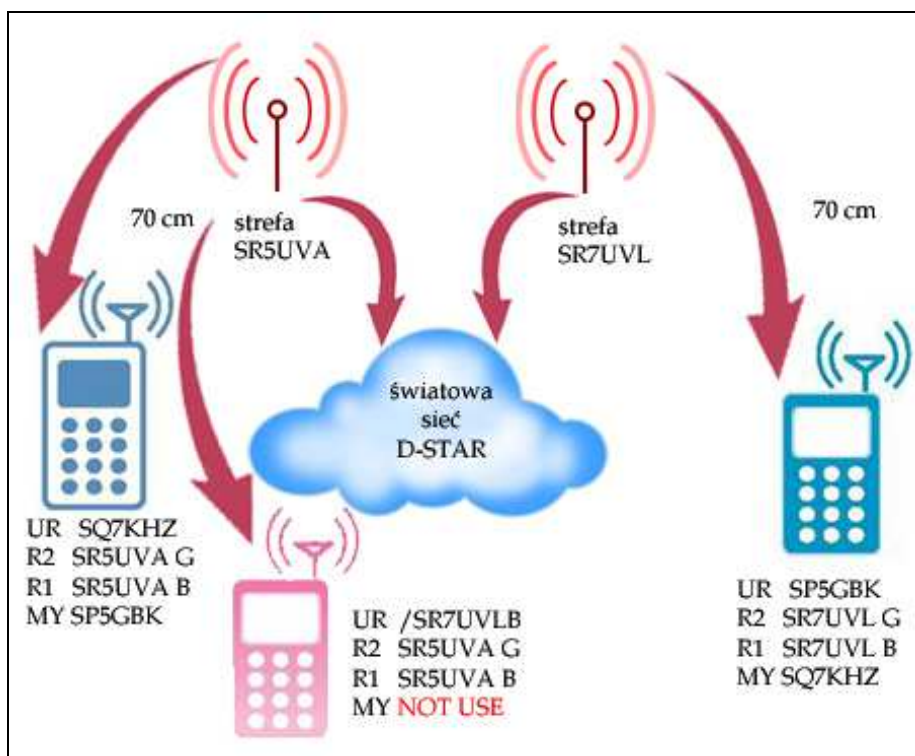 70 cm
strefa
SR5UVA
strefa
SR7UVL
70 cm
światowa
sieć
D-STAR
UR SQ7KHZ
R2 SR5UVA G
R1 SR5UVA B
MY SP5GBK
UR /SR7UVLB
R2 SR5UVA G
R1 SR5UVA B
MY NOT USE
UR SP5GBK
R2 SR7UVL G
R1 SR7UVL B
MY SQ7KHZ